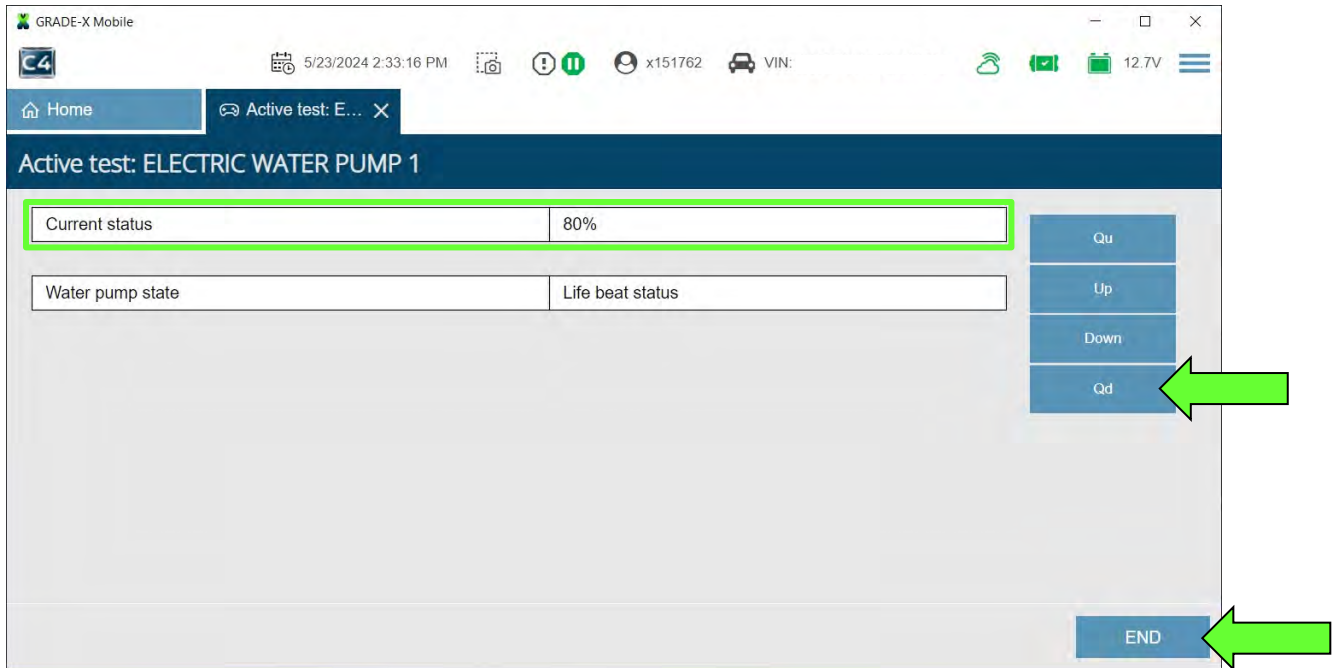 GRADE-X Mobile
C4 5/23/2024 2:33:16 PM x151762 VIN: 12.7V
Home Active test: E...
Active test: ELECTRIC WATER PUMP 1
Current status 80%
Qu
Water pump state Life beat status
Up
Down
Qd
END